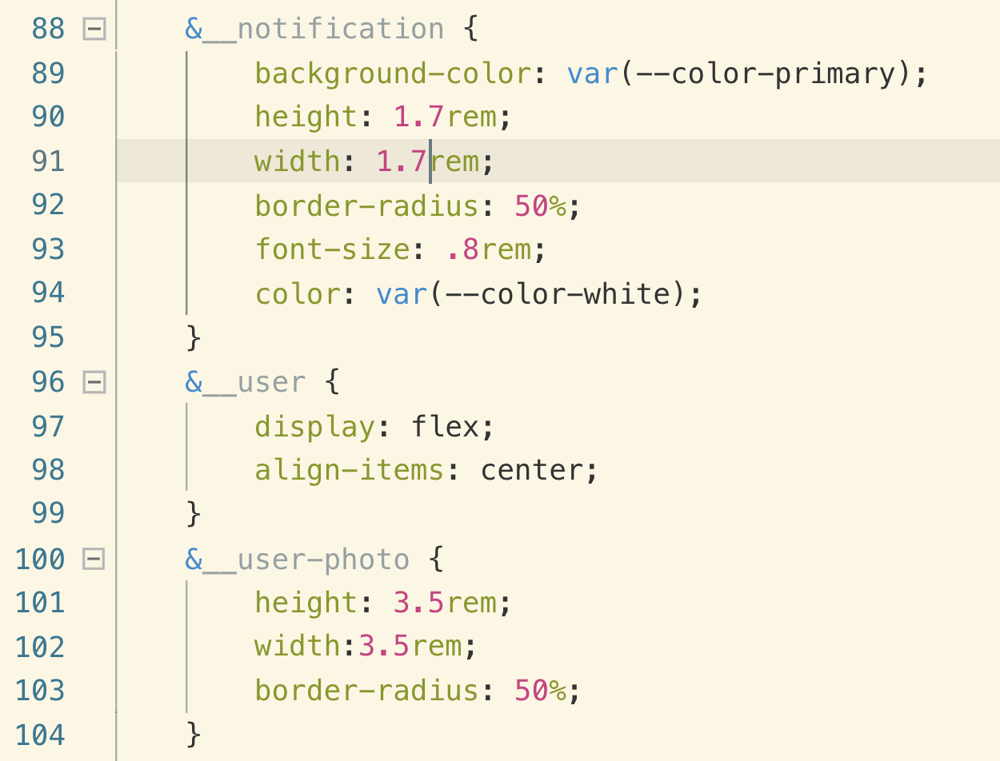 88 &__notification {
89 background-color: var(--color-primary);
90 height: 1.7rem;
91 width: 1.7rem;
92 border-radius: 50%;
93 font-size: .8rem;
94 color: var(--color-white);
95 }
96 &__user {
97 display: flex;
98 align-items: center;
99 }
100 &__user-photo {
101 height: 3.5rem;
102 width:3.5rem;
103 border-radius: 50%;
104 }